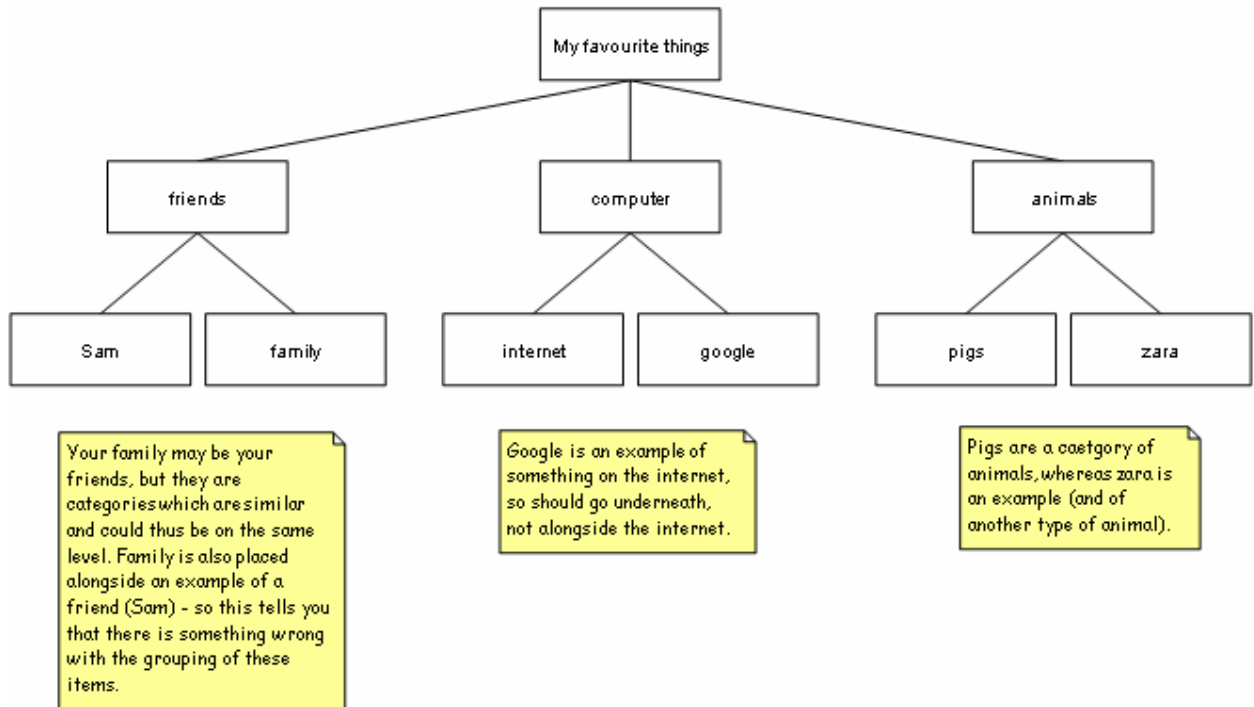 My favourite things
friends
computer
animals
Sam
family
internet
google
pigs
zara
Your family may be your
friends, but they are
categories which are similar
and could thus be on the same
level. Family is also placed
alongside an example of a
friend (Sam) - so this tells you
that there is something wrong
with the grouping of these
items.
Google is an example of
something on the internet,
so should go underneath,
not alongside the internet.
Pigs are a caetgory of
animals, whereas zara is
an example (and of
another type of animal).